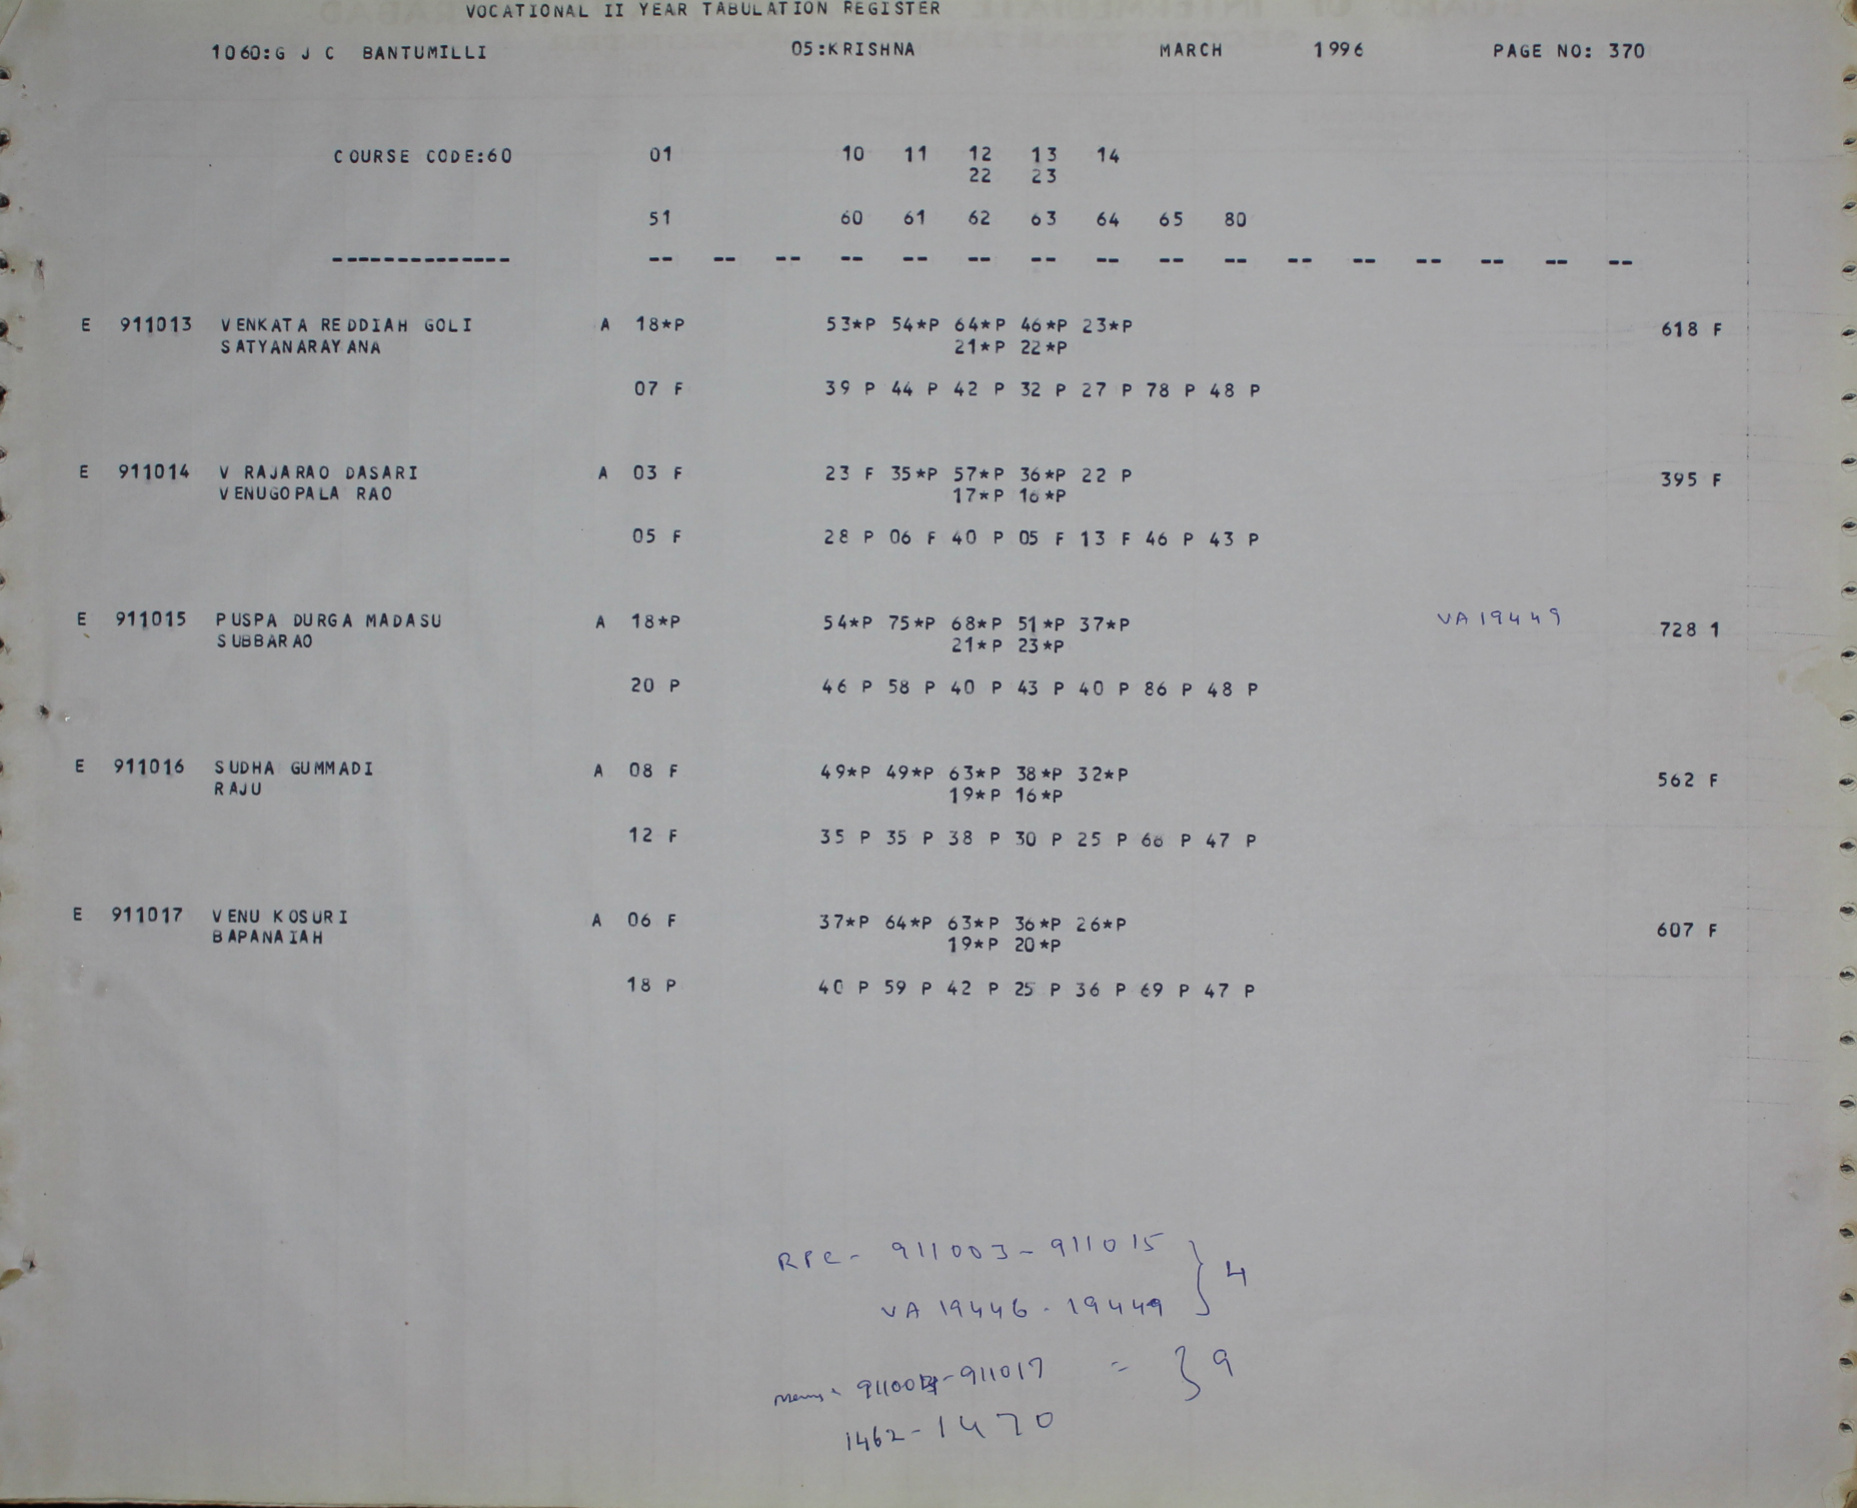 VOCATIONAL II YEAR TABULATION REGISTER
1060:G J C BANTUMILLI 05:KRISHNA MARCH 1996 PAGE NO: 370
COURSE CODE:60 01 10 11 12 13 14
22 23
51 60 61 62 63 64 65 80
-------------- -- -- -- -- -- -- -- -- -- -- -- -- -- -- -- --
E 911013 VENKATA REDDIAH GOLI A 18*P 53*P 54*P 64*P 46*P 23*P 618 F
SATYANARAYANA 21*P 22*P
07 F 39 P 44 P 42 P 32 P 27 P 78 P 48 P
E 911014 V RAJARAO DASARI A 03 F 23 F 35*P 57*P 36*P 22 P 395 F
VENUGOPALA RAO 17*P 16*P
05 F 28 P 06 F 40 P 05 F 13 F 46 P 43 P
E 911015 PUSPA DURGA MADASU A 18*P 54*P 75*P 68*P 51*P 37*P VA 19449 728 1
SUBBARAO 21*P 23*P
20 P 46 P 58 P 40 P 43 P 40 P 86 P 48 P
E 911016 SUDHA GUMMADI A 08 F 49*P 49*P 63*P 38*P 32*P 562 F
RAJU 19*P 16*P
12 F 35 P 35 P 38 P 30 P 25 P 66 P 47 P
E 911017 VENU KOSURI A 06 F 37*P 64*P 63*P 36*P 26*P 607 F
BAPANAIAH 19*P 20*P
18 P 40 P 59 P 42 P 25 P 36 P 69 P 47 P
RPC - 911003 - 911015 } 4
VA 19446 - 19449
-911017 = } 9
1462-1470